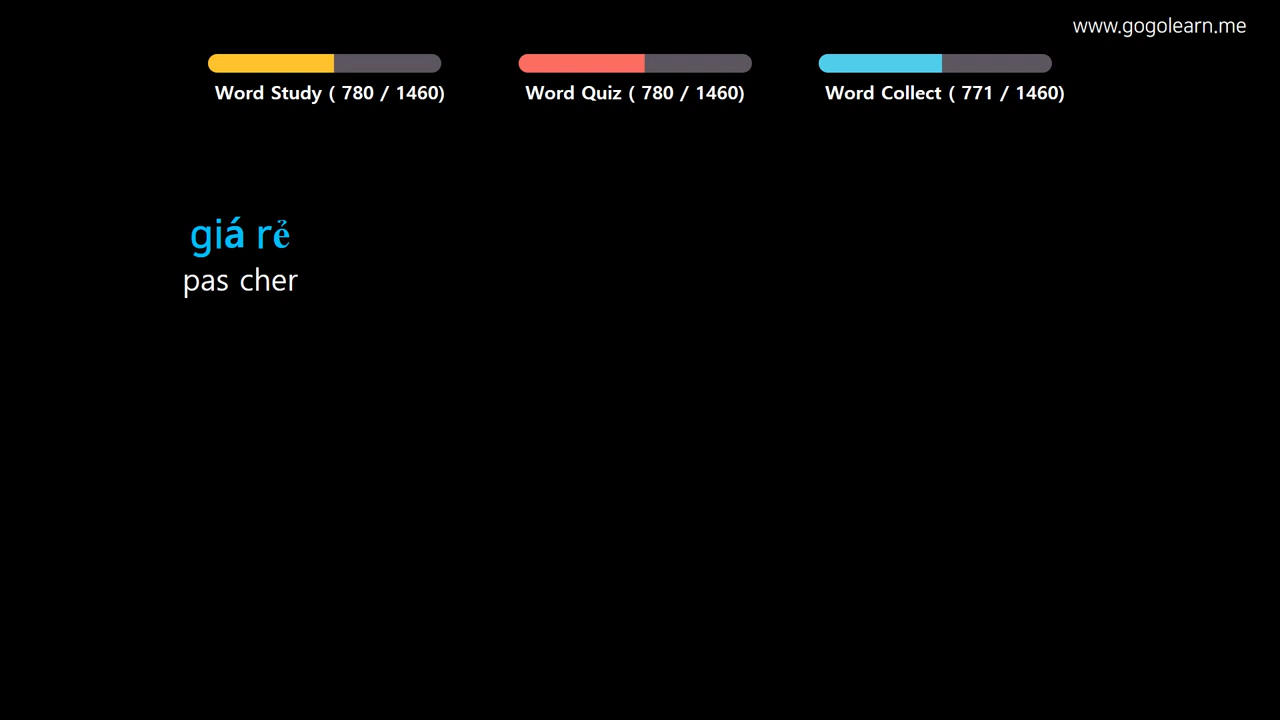 www.gogolearn.me
Word Study ( 780 / 1460)
Word Quiz ( 780 / 1460)
Word Collect ( 771 / 1460)
giá rẻ
pas cher